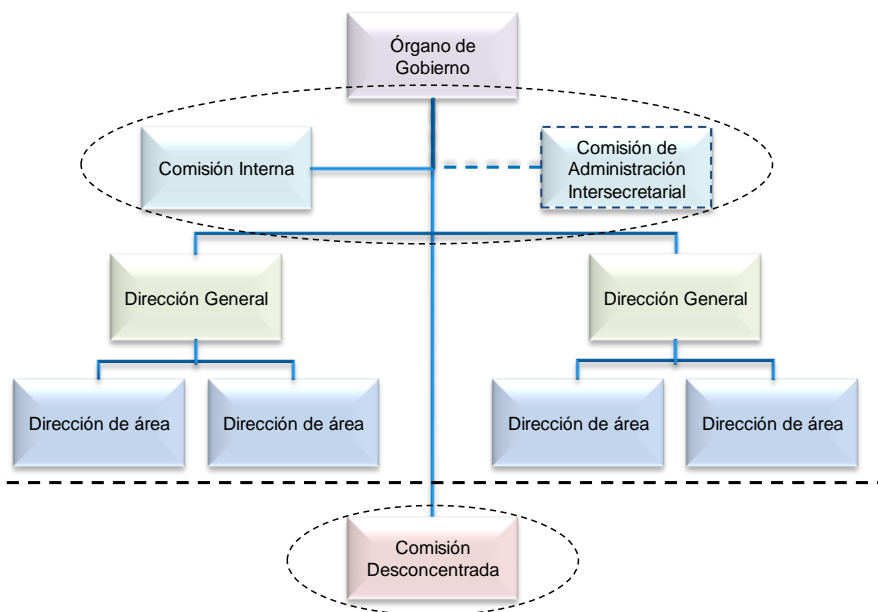 Órgano de
Gobierno
Comisión Interna
Comisión de
Administración
Intersecretarial
Dirección General
Dirección General
Dirección de área
Dirección de área
Dirección de área
Dirección de área
Comisión
Desconcentrada